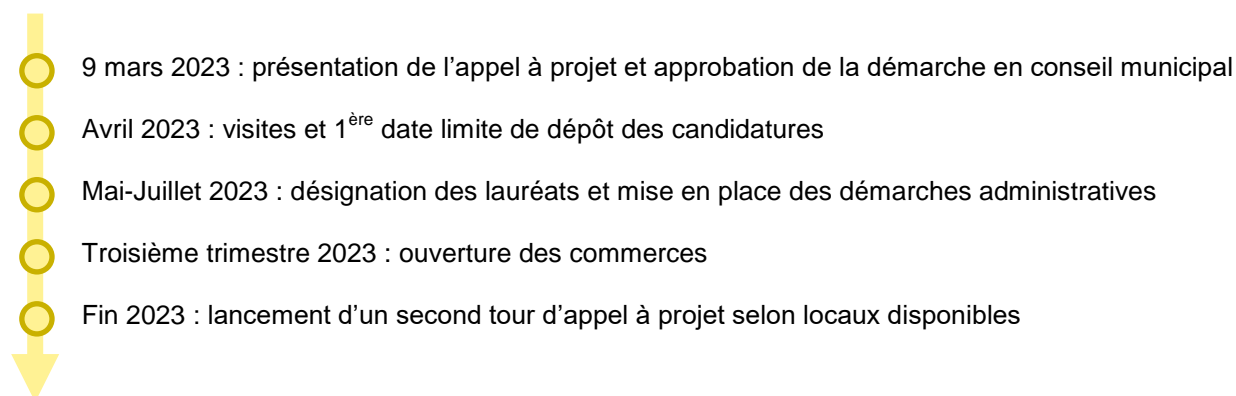 9 mars 2023 : présentation de l’appel à projet et approbation de la démarche en conseil municipal
Avril 2023 : visites et 1ère date limite de dépôt des candidatures
Mai-Juillet 2023 : désignation des lauréats et mise en place des démarches administratives
Troisième trimestre 2023 : ouverture des commerces
Fin 2023 : lancement d’un second tour d’appel à projet selon locaux disponibles